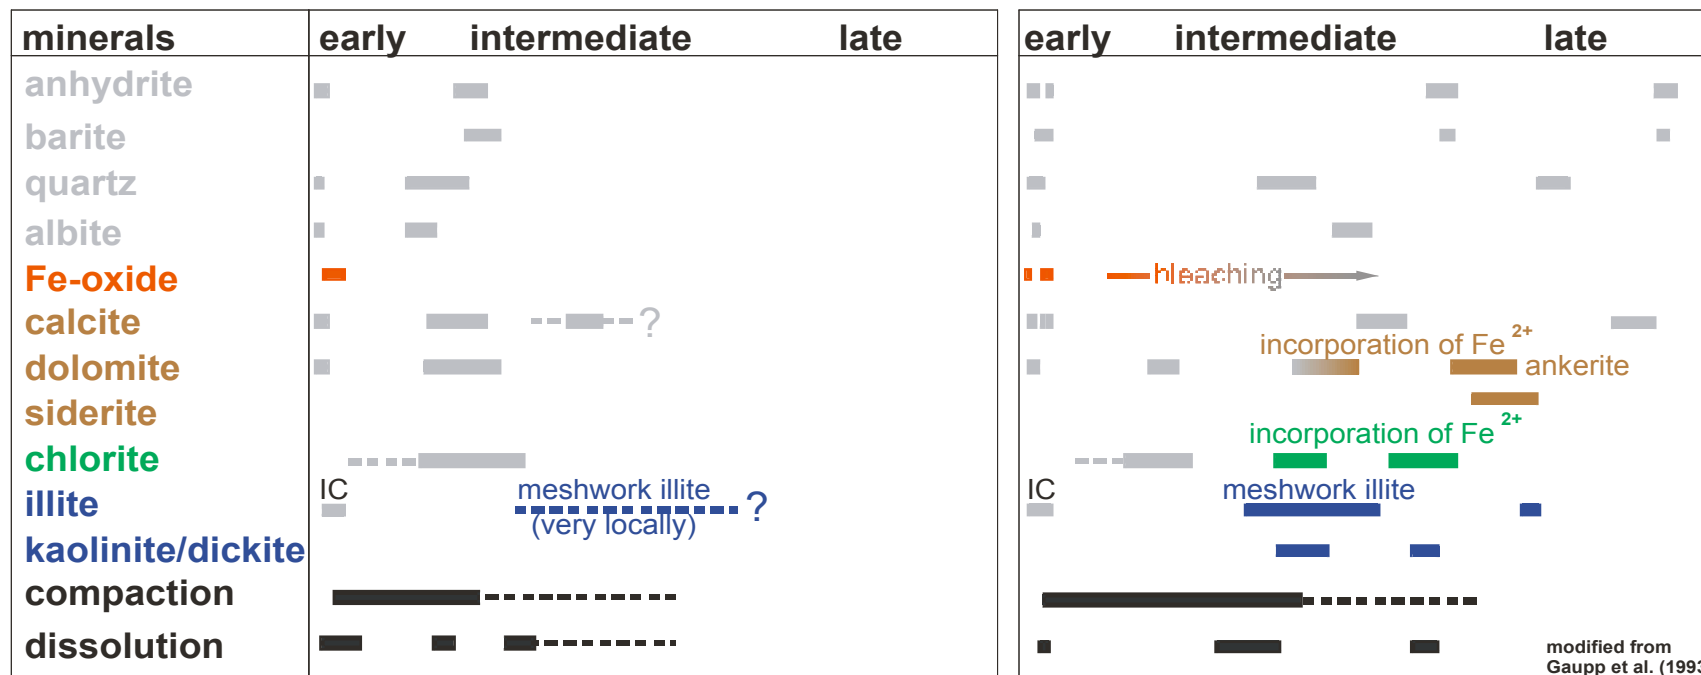 minerals early intermediate late early intermediate late
anhydrite
barite
quartz
albite
Fe-oxide bleaching
calcite ?
incorporation of Fe 2+
dolomite ankerite
siderite
incorporation of Fe 2+
chlorite
IC meshwork illite IC meshwork illite
illite ?
(very locally)
kaolinite/dickite
compaction
dissolution
modified from
Gaupp et al. (1993